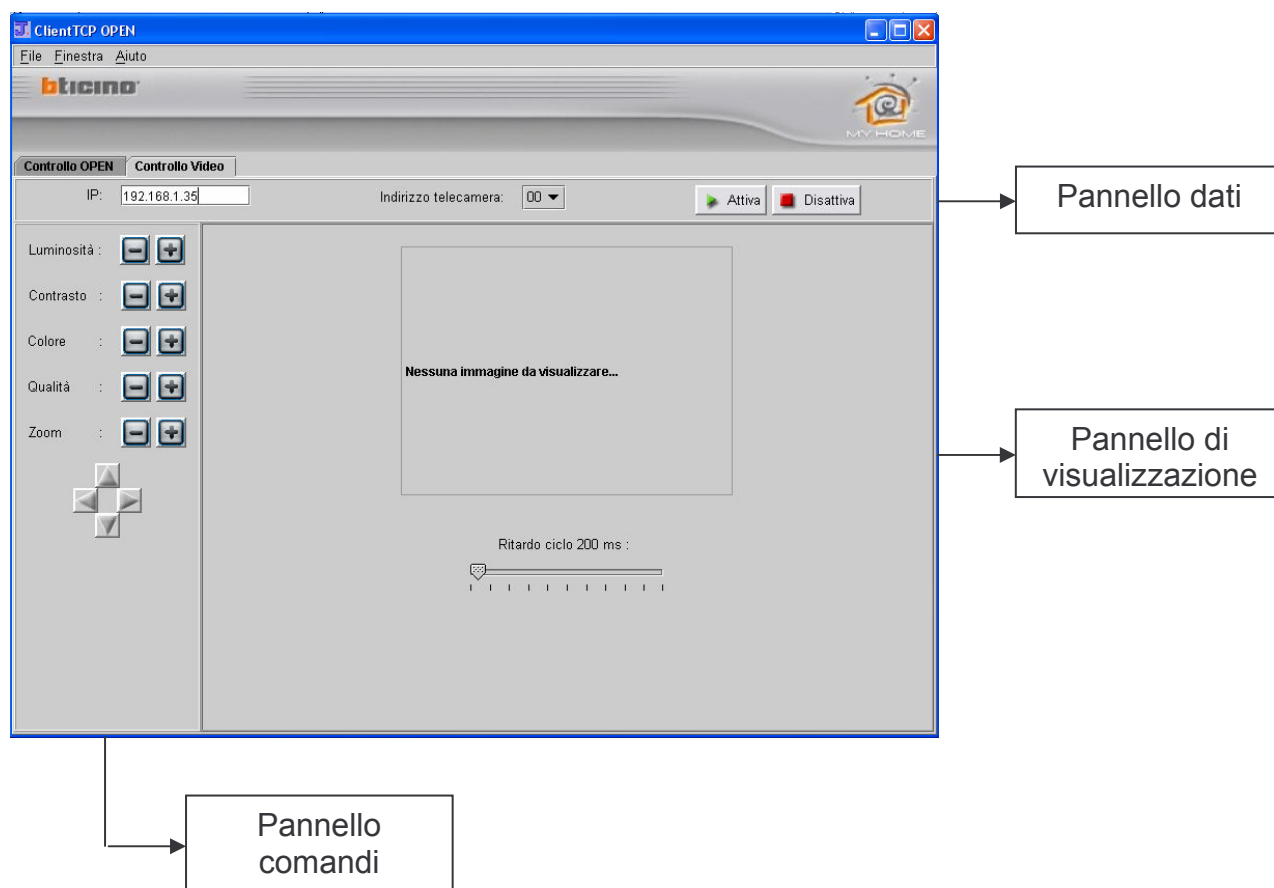 ClientTCP OPEN
File Finestra Aiuto
bticino
MY HOME
Controllo OPEN Controllo Video
IP: 192.168.1.35 Indirizzo telecamera: 00 Attiva Disattiva
Pannello dati
Luminosità :
Contrasto :
Colore :
Qualità :
Zoom :
Nessuna immagine da visualizzare...
Pannello di
visualizzazione
Ritardo ciclo 200 ms :
Pannello
comandi